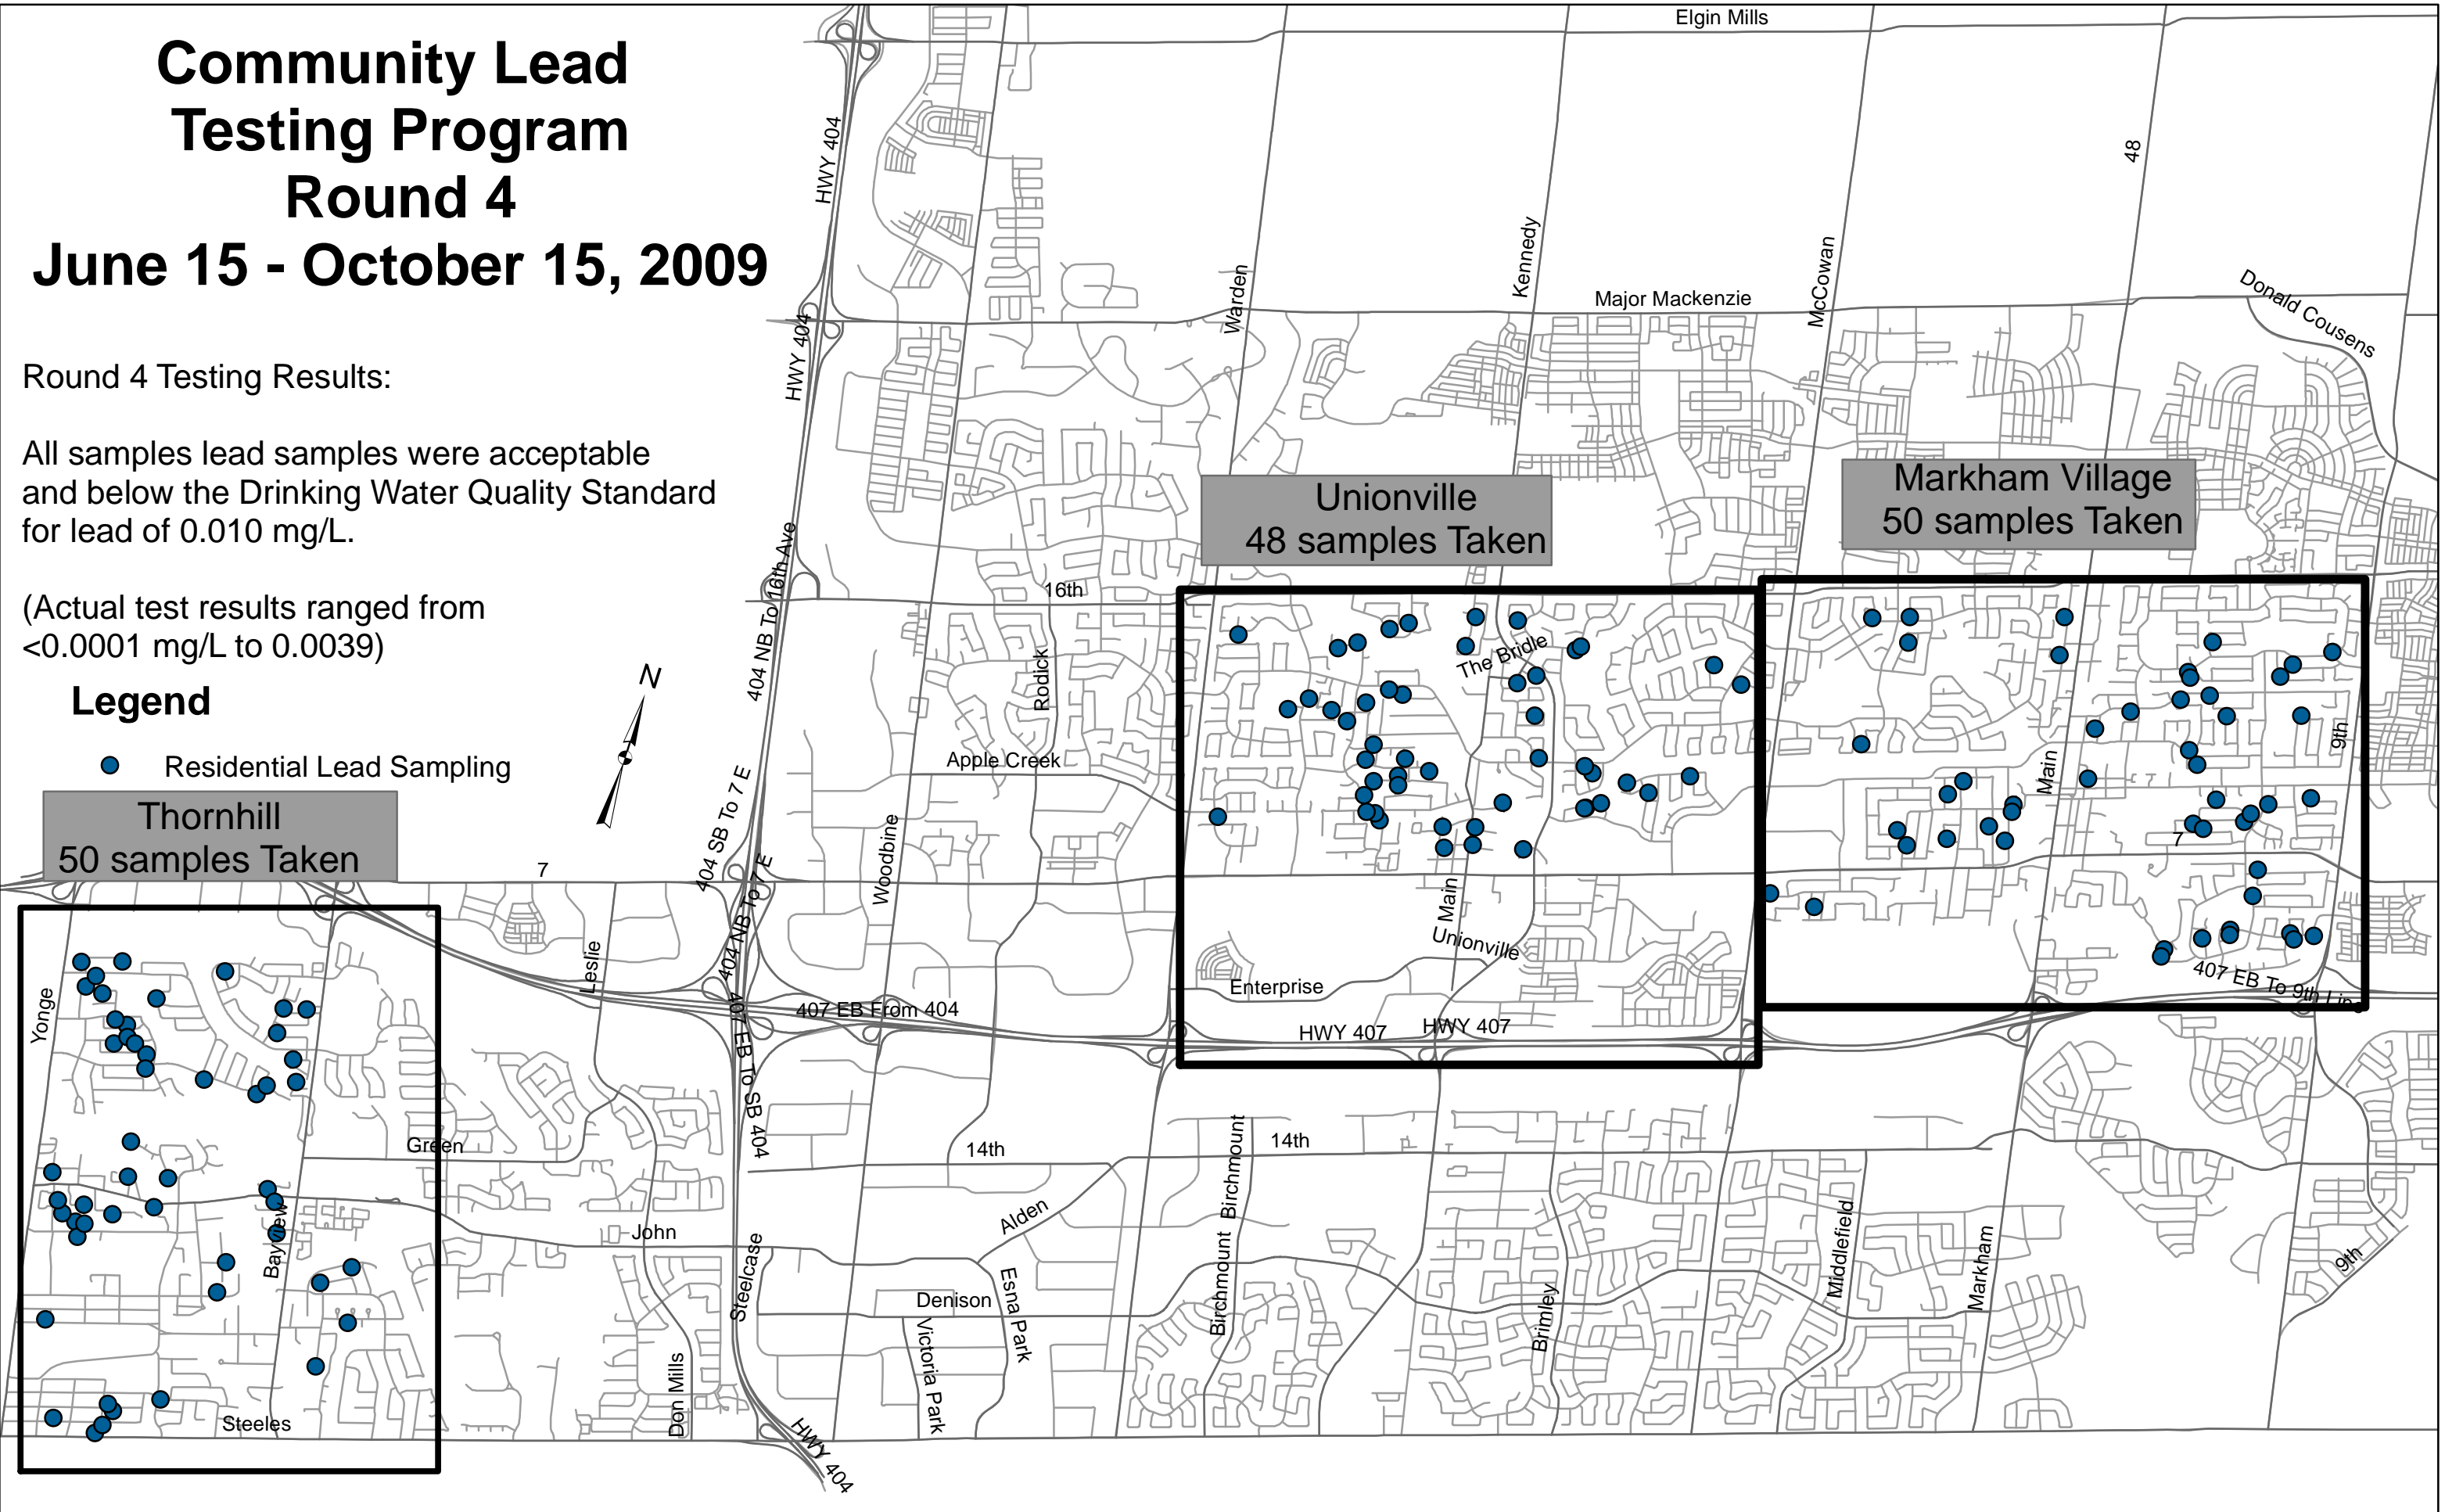 Community Lead
Testing Program
Round 4
June 15 - October 15, 2009
Round 4 Testing Results:
All samples lead samples were acceptable
and below the Drinking Water Quality Standard
for lead of 0.010 mg/L.
(Actual test results ranged from
<0.0001 mg/L to 0.0039)
Legend
Residential Lead Sampling
N
Thornhill
50 samples Taken
Unionville
48 samples Taken
Markham Village
50 samples Taken
Elgin Mills
HWY 404
48
Warden
Kennedy
Major Mackenzie
McCowan
Donald Cousens
HWY 404
404 NB To 16th Ave
16th
Rodick
The Bridle
Apple Creek
Main
9th
404 SB To 7 E
Woodbine
7
7
404 NB To 7 E
Main
Unionville
Leslie
Enterprise
407 EB To 9th Line
Yonge
407 EB From 404
HWY 407
HWY 407
407 EB To SB 404
Green
14th
14th
Birchmount
Bayview
John
Alden
Steelcase
Birchmount
Middlefield
Markham
9th
Denison
Esna Park
Brimley
Victoria Park
Don Mills
Steeles
HWY 404